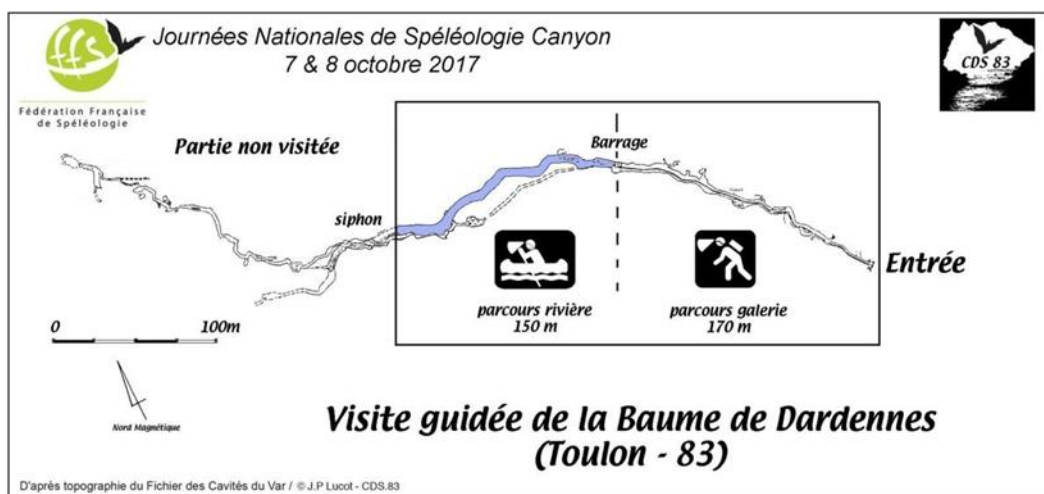 Journées Nationales de Spéléologie Canyon
7 & 8 octobre 2017
ffs
Fédération Française
de Spéléologie
CDS 83
Partie non visitée
Barrage
siphon
Entrée
parcours rivière
150 m
parcours galerie
170 m
0 100m
Nord Magnétique
Visite guidée de la Baume de Dardennes
(Toulon - 83)
D'après topographie du Fichier des Cavités du Var / © J.P Lucot - CDS.83